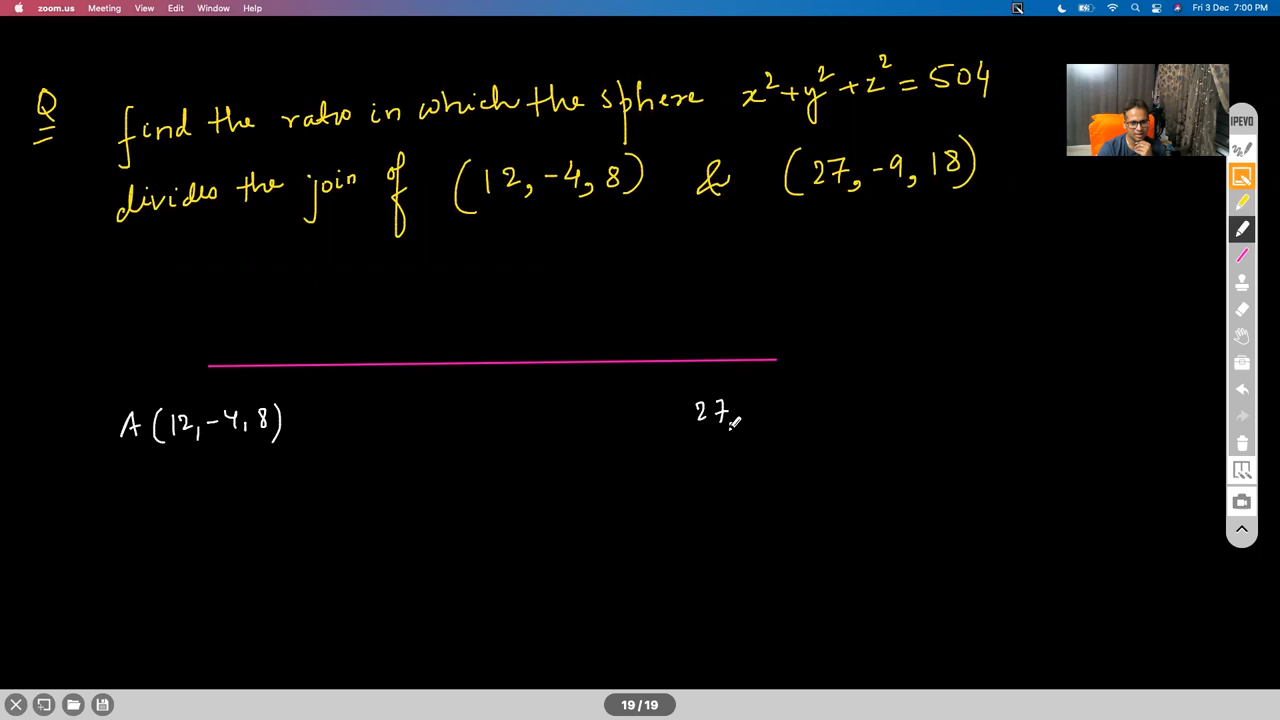 zoom.us Meeting View Edit Window Help Fri 3 Dec 7:00 PM
Q find the ratio in which the sphere x²+y²+z²=504
divides the join of (12,-4,8) & (27,-9,18)
IPEVO
A(12,-4,8) 27,
19/19